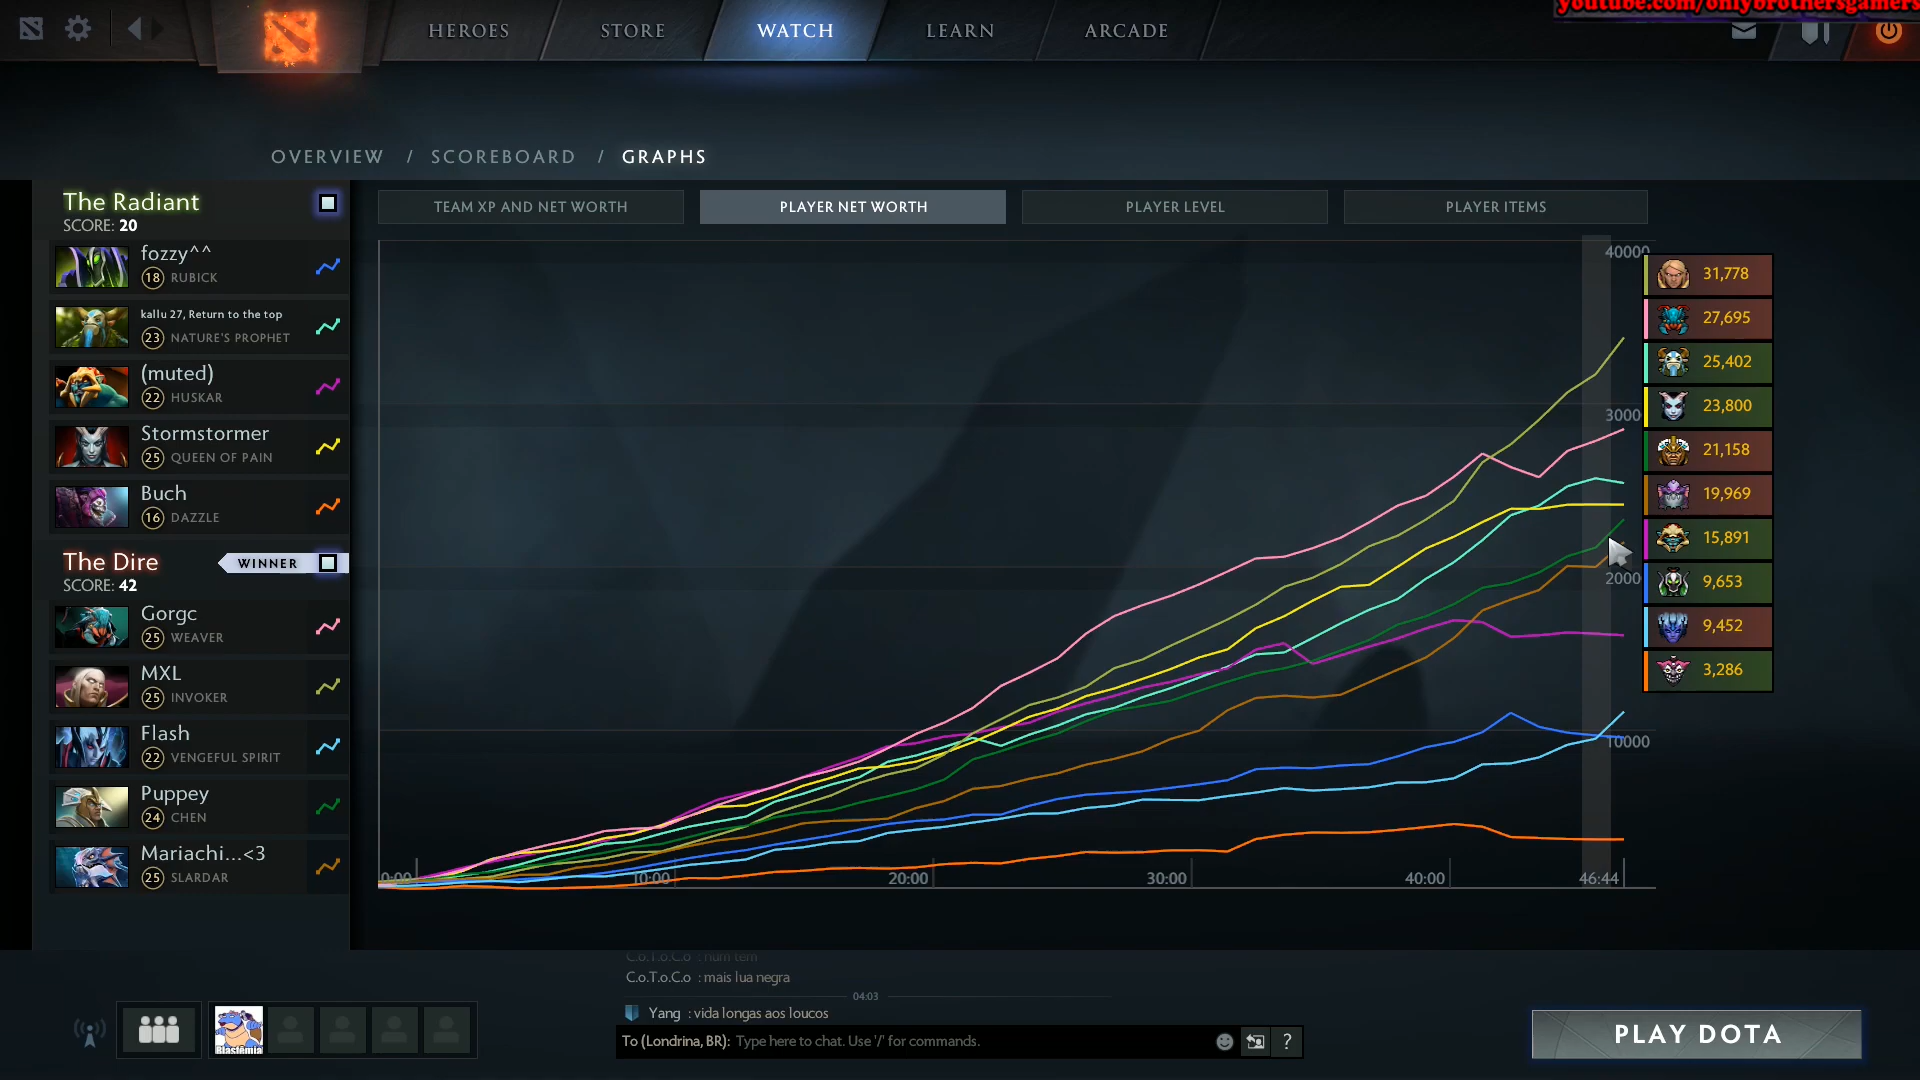 youtube.com/onlybrothersgamers
HEROES
STORE
WATCH
LEARN
ARCADE
OVERVIEW / SCOREBOARD / GRAPHS
The Radiant
SCORE: 20
fozzy^^
18 RUBICK
kallu 27, Return to the top
23 NATURE'S PROPHET
(muted)
22 HUSKAR
Stormstormer
25 QUEEN OF PAIN
Buch
16 DAZZLE
The Dire
WINNER
SCORE: 42
Gorgc
25 WEAVER
MXL
25 INVOKER
Flash
22 VENGEFUL SPIRIT
Puppey
24 CHEN
Mariachi...<3
25 SLARDAR
TEAM XP AND NET WORTH
PLAYER NET WORTH
PLAYER LEVEL
PLAYER ITEMS
40000
3000
2000
10000
0:00
10:00
20:00
30:00
40:00
46:44
31,778
27,695
25,402
23,800
21,158
19,969
15,891
9,653
9,452
3,286
Blastêmia
C.o.T.o.C.o : num tem
C.o.T.o.C.o : mais lua negra
04:03
Yang : vida longas aos loucos
To (Londrina, BR): Type here to chat. Use '/' for commands.
?
PLAY DOTA